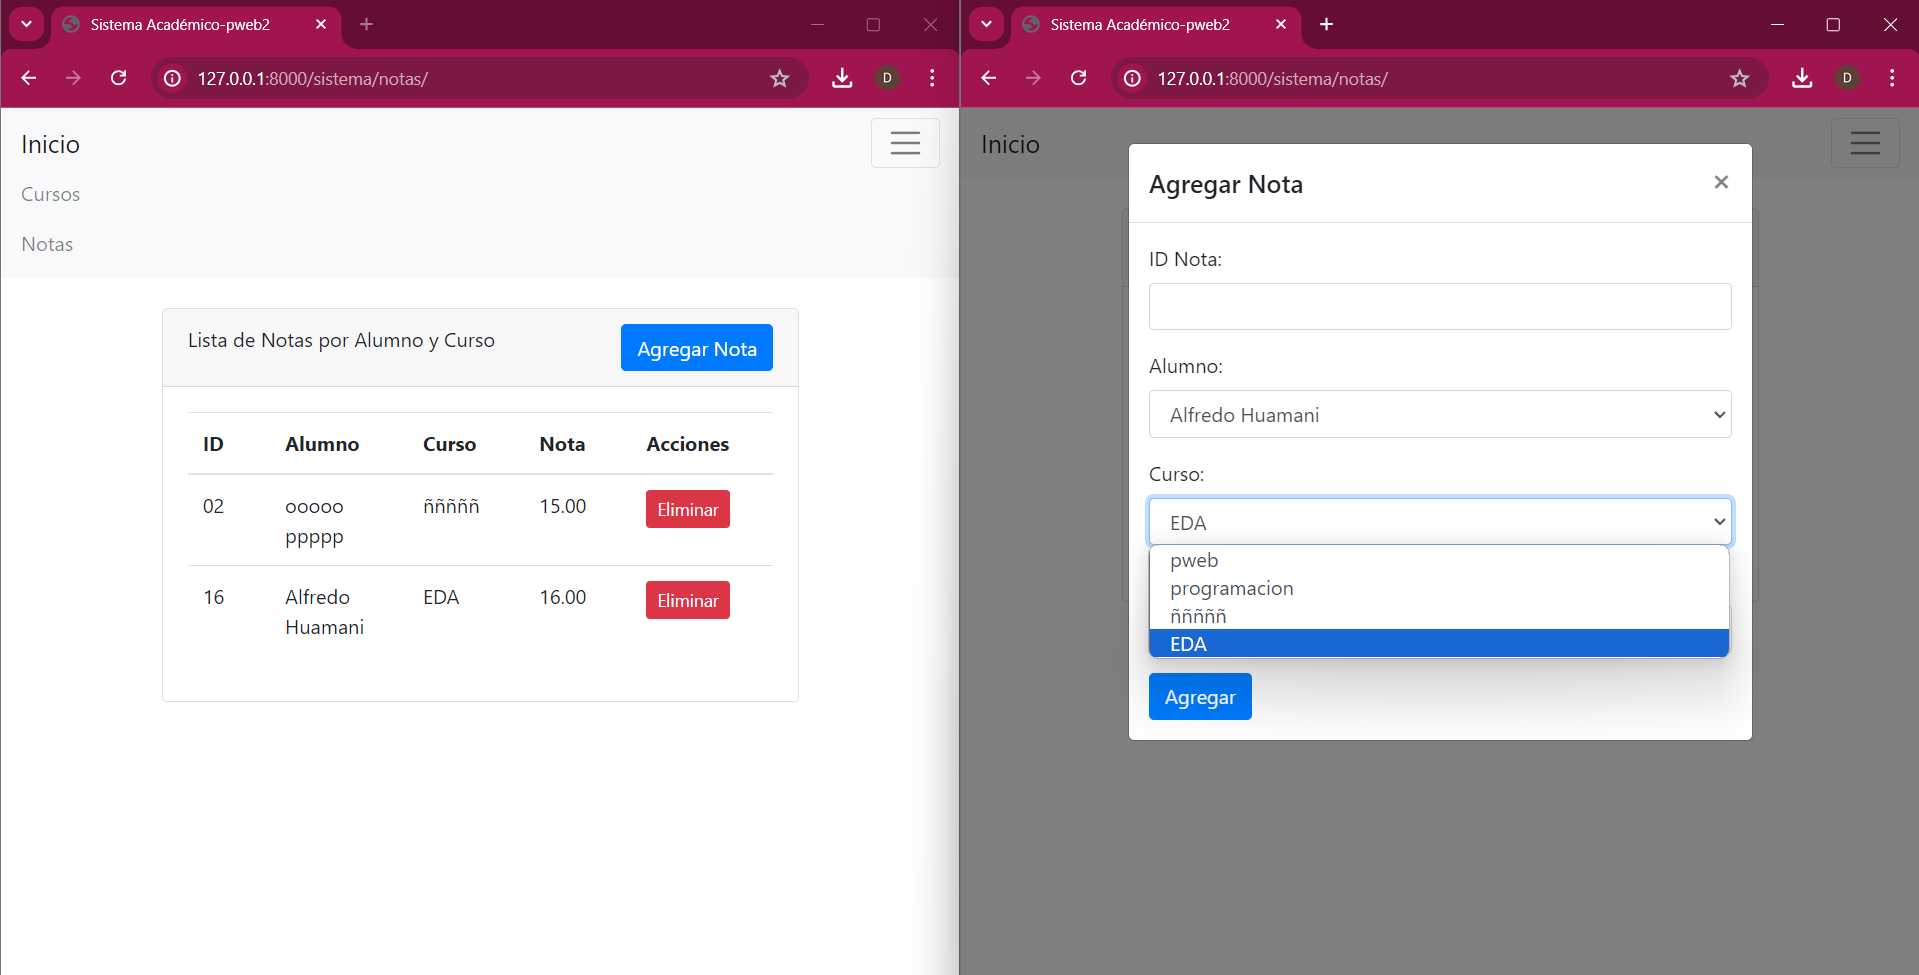 Sistema Académico-pweb2
127.0.0.1:8000/sistema/notas/
D
Inicio
Cursos
Notas
Lista de Notas por Alumno y Curso
Agregar Nota
ID Alumno Curso Nota Acciones
02 ooooo ppppp ñññññ 15.00 Eliminar
16 Alfredo Huamani EDA 16.00 Eliminar
Sistema Académico-pweb2
127.0.0.1:8000/sistema/notas/
D
Inicio
Agregar Nota
×
ID Nota:
Alumno:
Alfredo Huamani
Curso:
EDA
pweb
programacion
ñññññ
EDA
Agregar